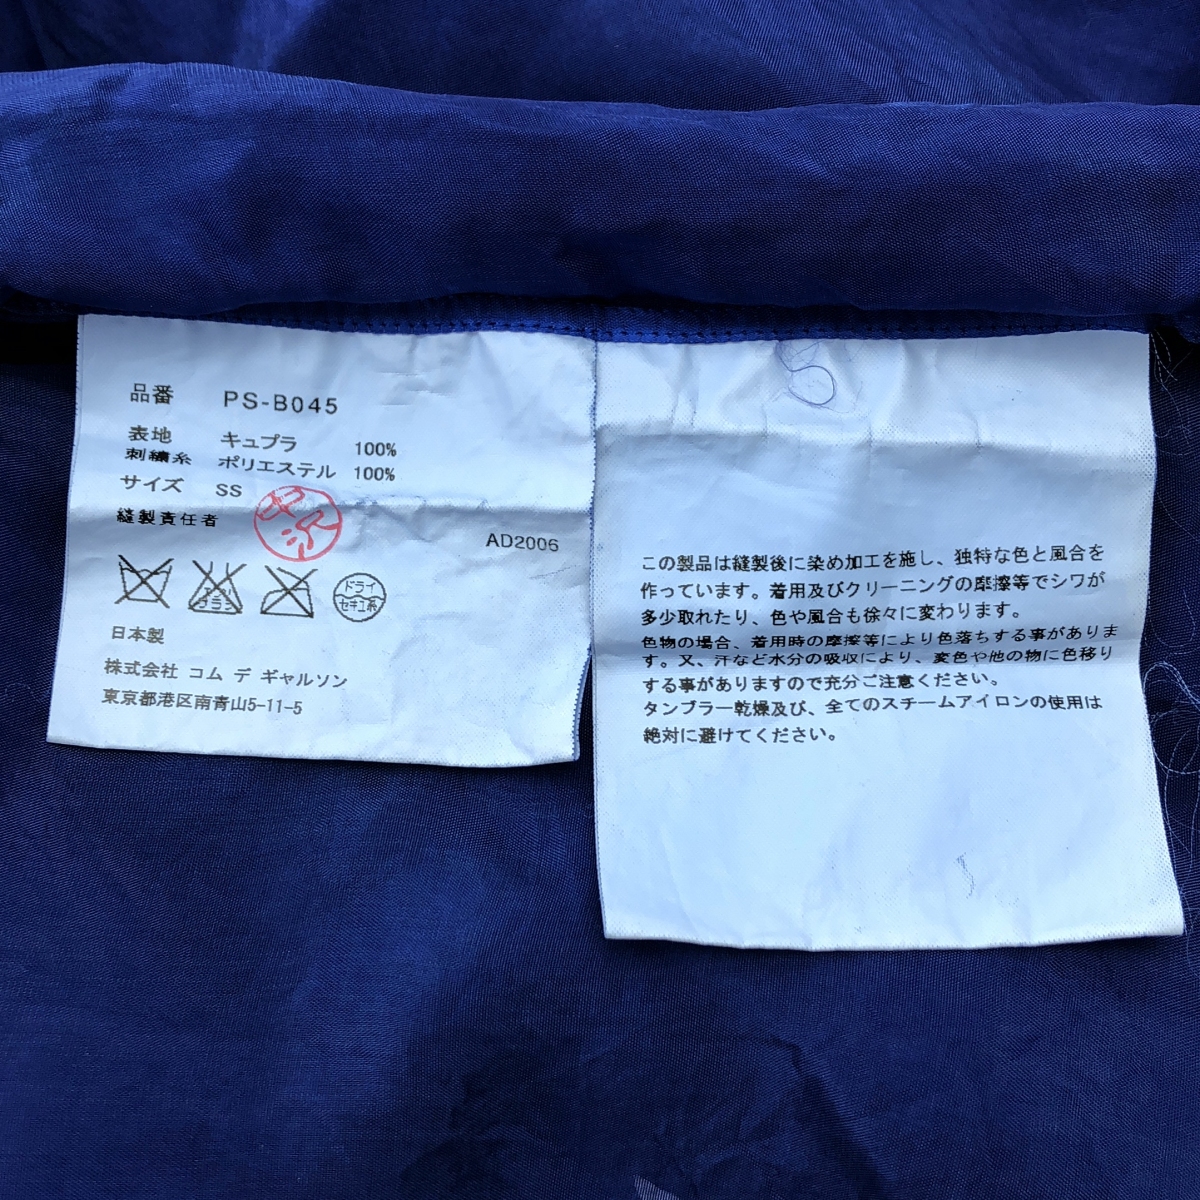 品番 PS-B045
表地 キュプラ 100%
刺繍糸 ポリエステル 100%
サイズ SS
縫製責任者
AD2006
エンソ
サラシ
ドライ
セキユ系
日本製
株式会社 コム デ ギャルソン
東京都港区南青山5-11-5
この製品は縫製後に染め加工を施し、独特な色と風合を
作っています。着用及びクリーニングの摩擦等でシワが
多少取れたり、色や風合も徐々に変わります。
色物の場合、着用時の摩擦等により色落ちする事がありま
す。又、汗など水分の吸収により、変色や他の物に色移り
する事がありますので充分ご注意ください。
タンブラー乾燥及び、全てのスチームアイロンの使用は
絶対に避けてください。